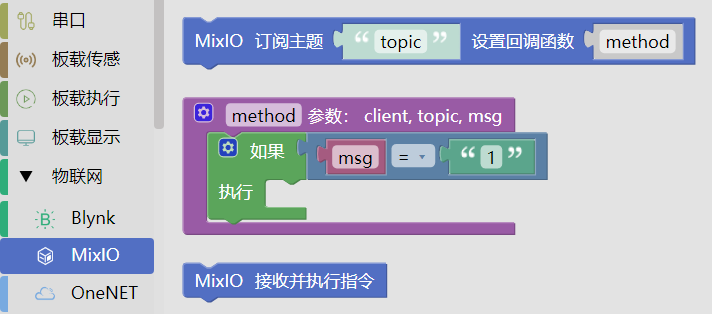 串口
板载传感
板载执行
板载显示
物联网
Blynk
MixIO
OneNET
MixIO 订阅主题 “ topic ” 设置回调函数 method
method 参数： client, topic, msg
如果 msg = “ 1 ”
执行
MixIO 接收并执行指令